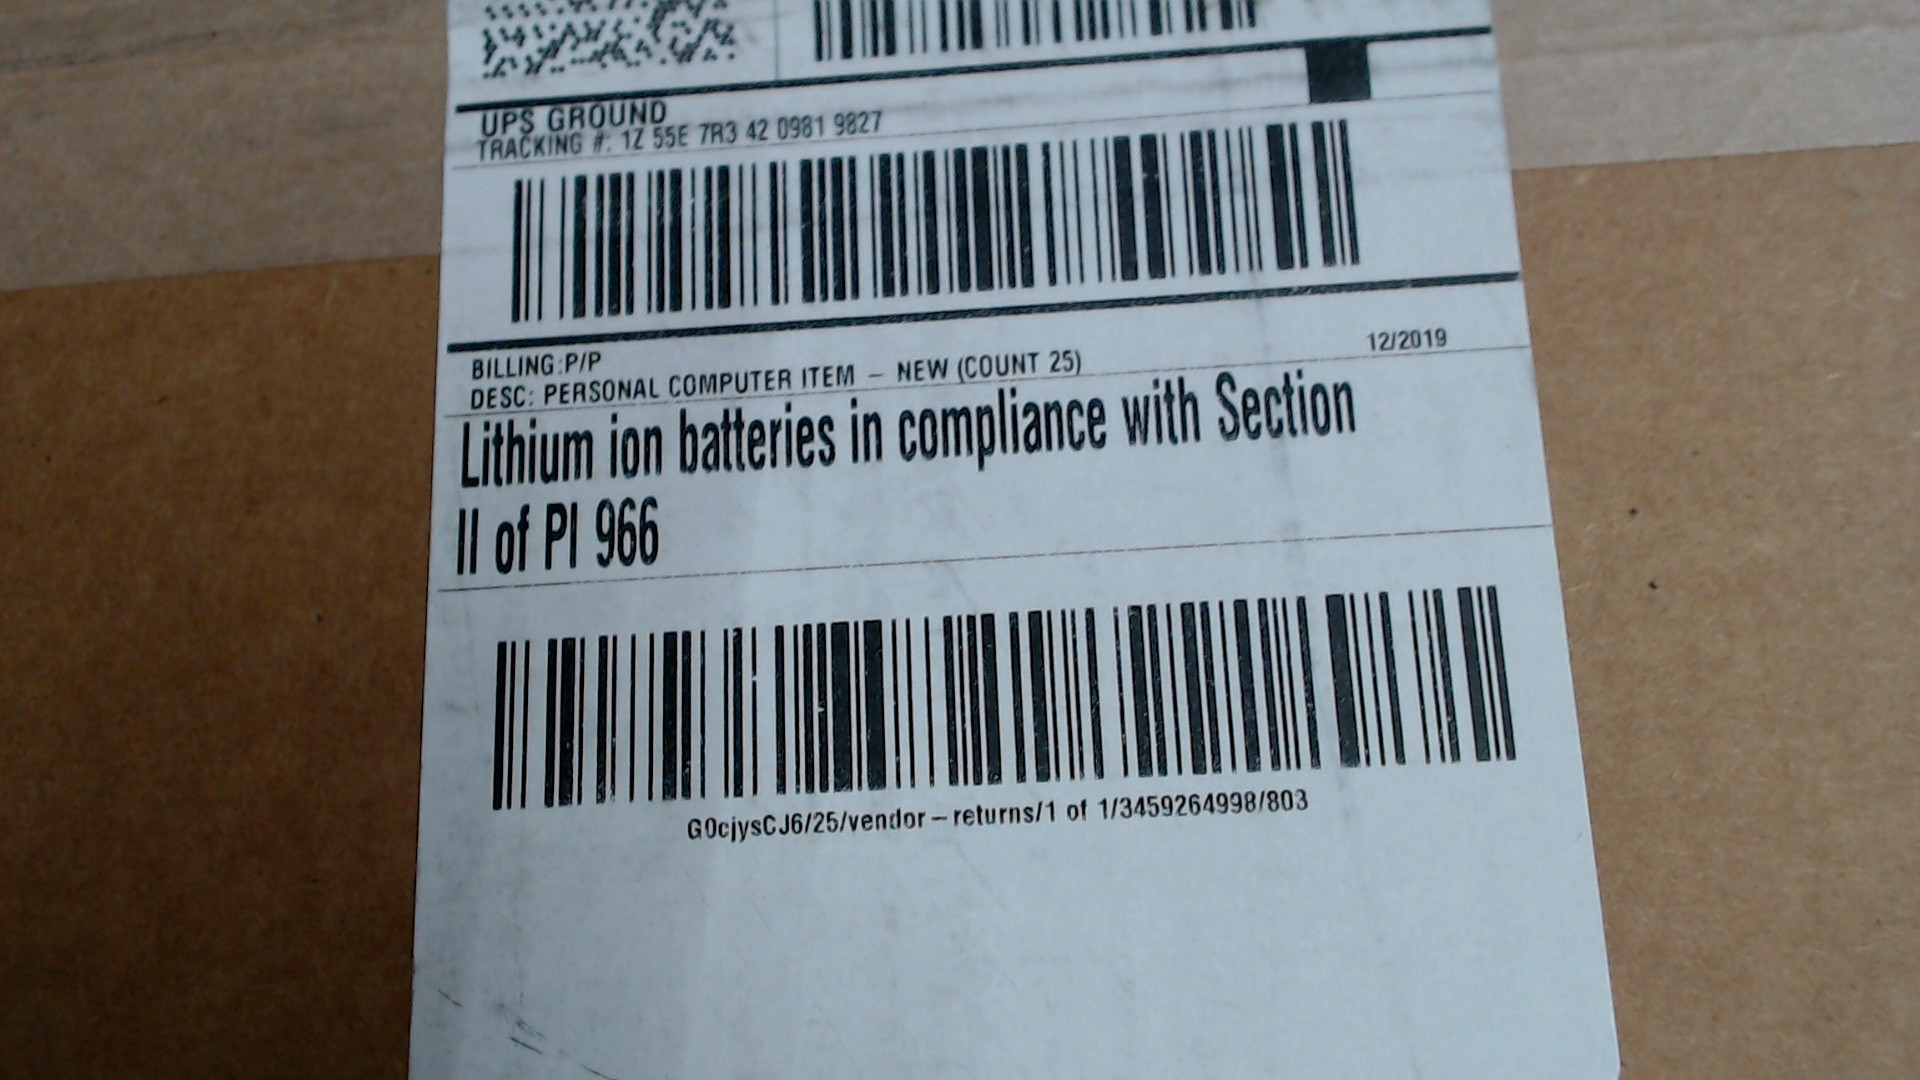 UPS GROUND
TRACKING #: 1Z 55E 7R3 42 0981 9827
BILLING:P/P
DESC: PERSONAL COMPUTER ITEM – NEW (COUNT 25)
12/2019
Lithium ion batteries in compliance with Section
II of PI 966
G0cjysCJ6/25/vendor–returns/1 of 1/3459264998/803